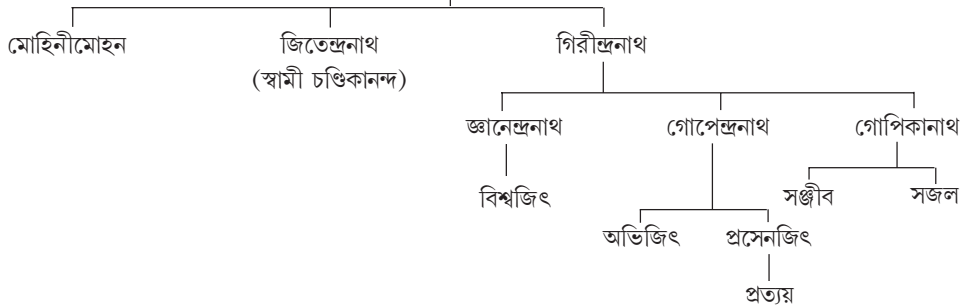 মোহিনীমোহন জিতেন্দ্রনাথ গিরীন্দ্রনাথ
(স্বামী চণ্ডিকানন্দ)
জ্ঞানেন্দ্রনাথ গোপেন্দ্রনাথ গোপিকানাথ
বিশ্বজিৎ সঞ্জীব সজল
অভিজিৎ প্রসেনজিৎ
প্রত্যয়